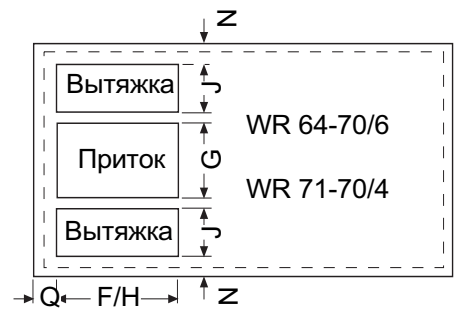 N
Вытяжка J
WR 64-70/6
Приток G
WR 71-70/4
Вытяжка J
Q F/H N